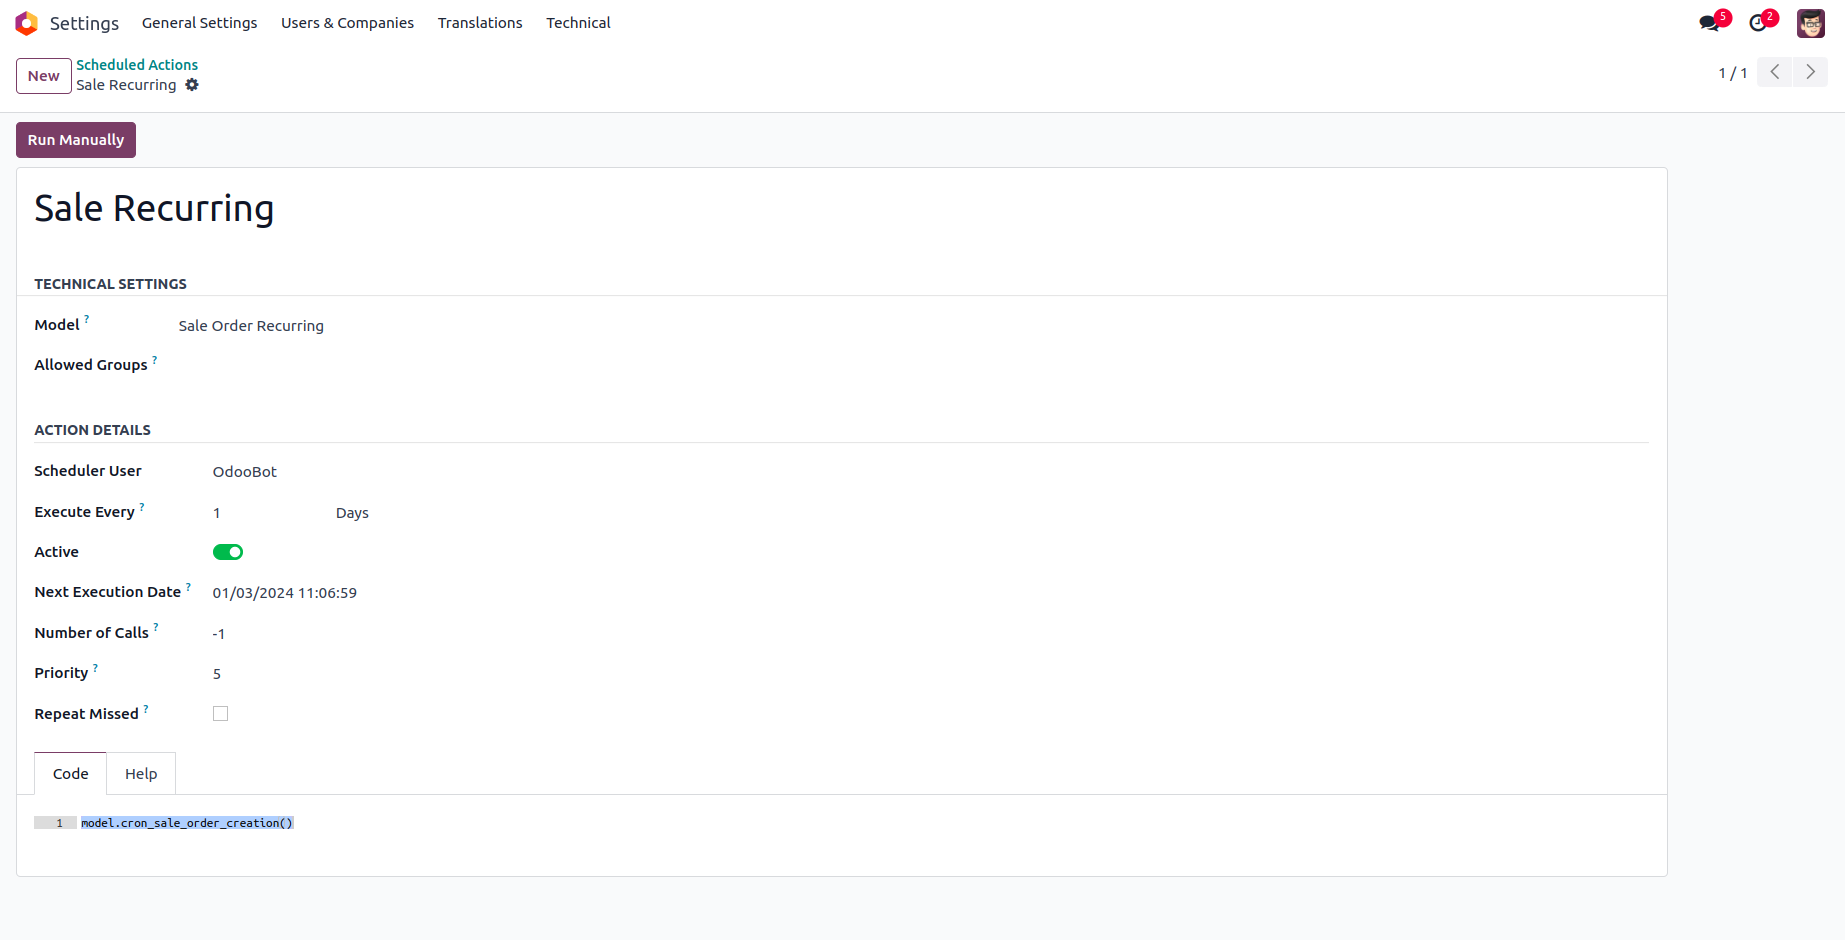 Settings General Settings Users & Companies Translations Technical 5 2
New Scheduled Actions
Sale Recurring
1 / 1
Run Manually
Sale Recurring
TECHNICAL SETTINGS
Model ? Sale Order Recurring
Allowed Groups ?
ACTION DETAILS
Scheduler User OdooBot
Execute Every ? 1 Days
Active
Next Execution Date ? 01/03/2024 11:06:59
Number of Calls ? -1
Priority ? 5
Repeat Missed ?
Code Help
1 model.cron_sale_order_creation()